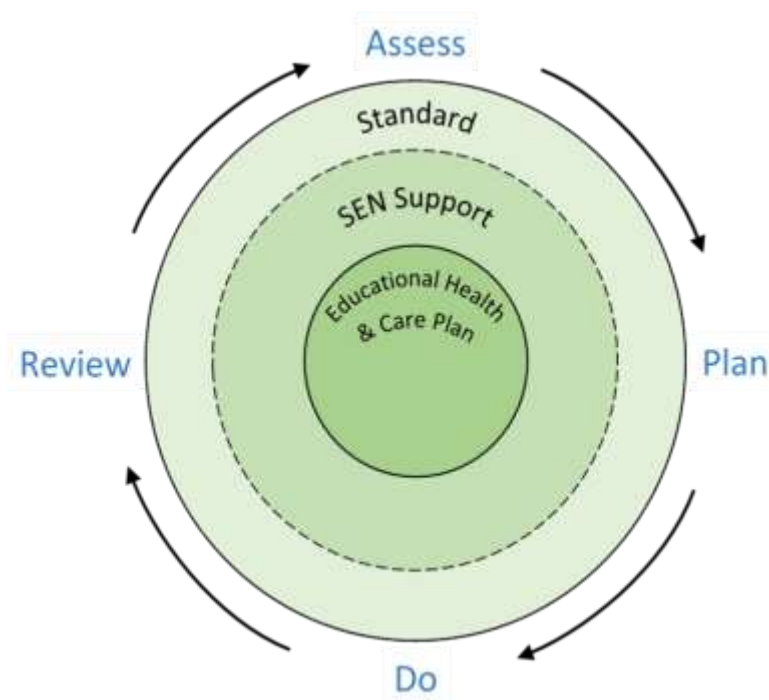 Assess
Standard
SEN Support
Educational Health
& Care Plan
Review
Plan
Do